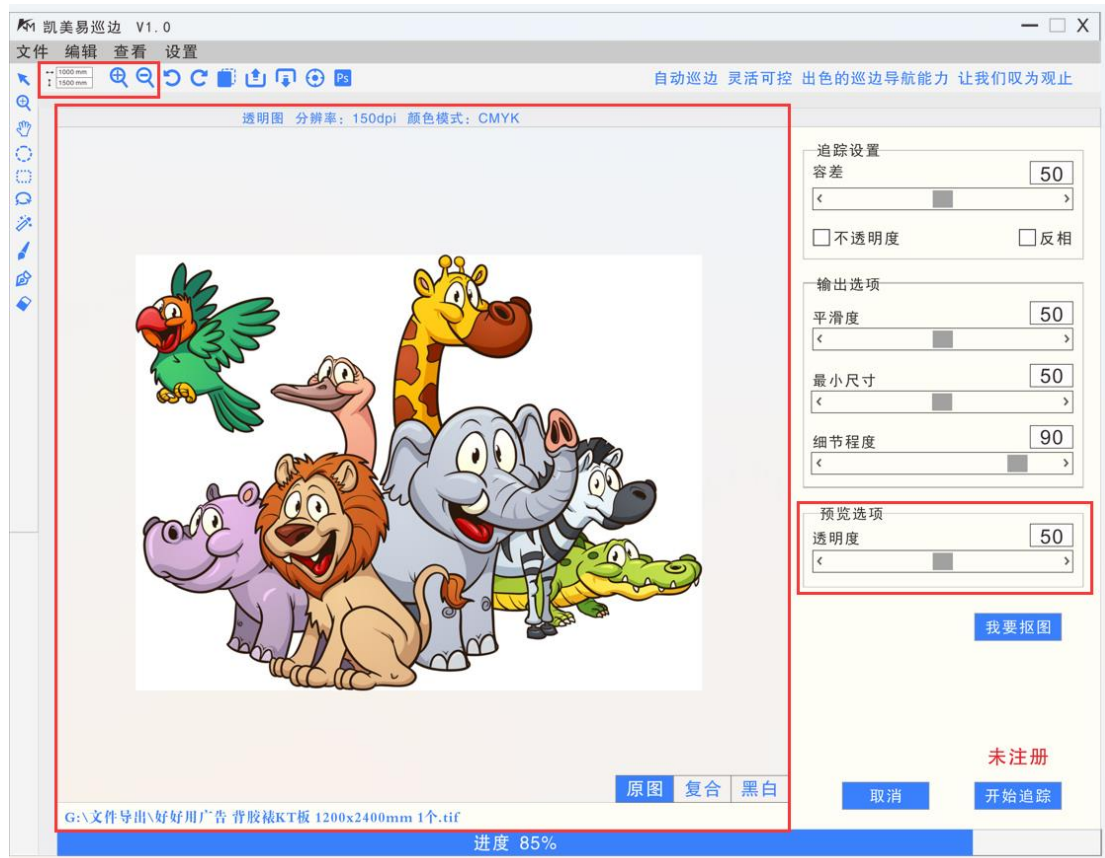 KM 凯美易巡边 V1.0
X
文件 编辑 查看 设置
1000 mm
1500 mm
Ps
自动巡边 灵活可控 出色的巡边导航能力 让我们叹为观止
透明图 分辨率：150dpi 颜色模式：CMYK
追踪设置
容差 50
不透明度 反相
输出选项
平滑度 50
最小尺寸 50
细节程度 90
预览选项
透明度 50
我要抠图
未注册
原图 复合 黑白
取消 开始追踪
G:\文件导出\好好用广告 背胶裱KT板 1200x2400mm 1个.tif
进度 85%